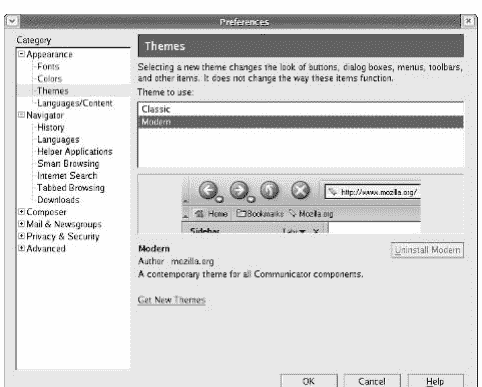 Preferences
Category
Appearance
Fonts
Colors
Themes
Languages/Content
Navigator
History
Languages
Helper Applications
Smart Browsing
Internet Search
Tabbed Browsing
Downloads
Composer
Mail & Newsgroups
Privacy & Security
Advanced
Themes
Selecting a new theme changes the look of buttons, dialog boxes, menus, toolbars,
and other items. It does not change the way these items function.
Theme to use:
Classic
Modern
http://www.mozilla.org/
Home Bookmarks Mozilla.org
Sidebar
Modern
Uninstall Modern
Author mozilla.org
A contemporary theme for all Communicator components.
Get New Themes
OK Cancel Help